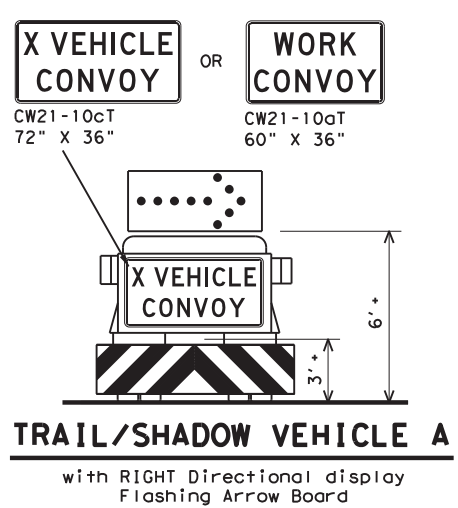 X VEHICLE
CONVOY
OR
WORK
CONVOY
CW21-10cT
72" X 36"
CW21-10aT
60" X 36"
X VEHICLE
CONVOY
6' +
3' +
TRAIL/SHADOW VEHICLE A
with RIGHT Directional display
Flashing Arrow Board